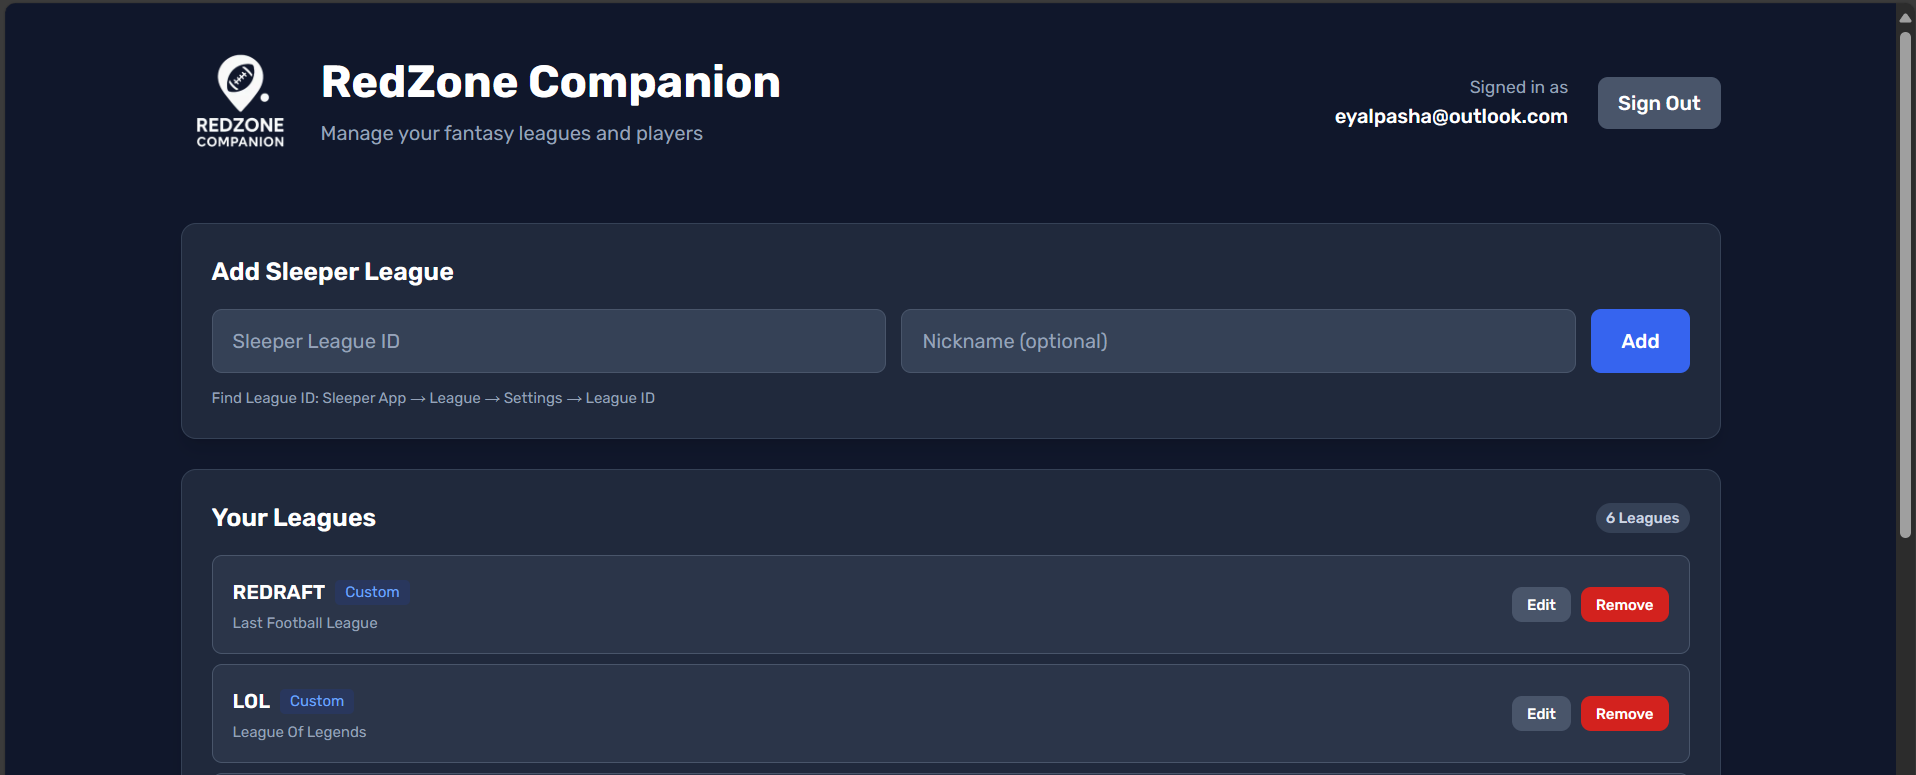 REDZONE
COMPANION
RedZone Companion
Manage your fantasy leagues and players
Signed in as
eyalpasha@outlook.com
Sign Out
Add Sleeper League
Sleeper League ID
Nickname (optional)
Add
Find League ID: Sleeper App → League → Settings → League ID
Your Leagues
6 Leagues
REDRAFT Custom
Last Football League
Edit Remove
LOL Custom
League Of Legends
Edit Remove